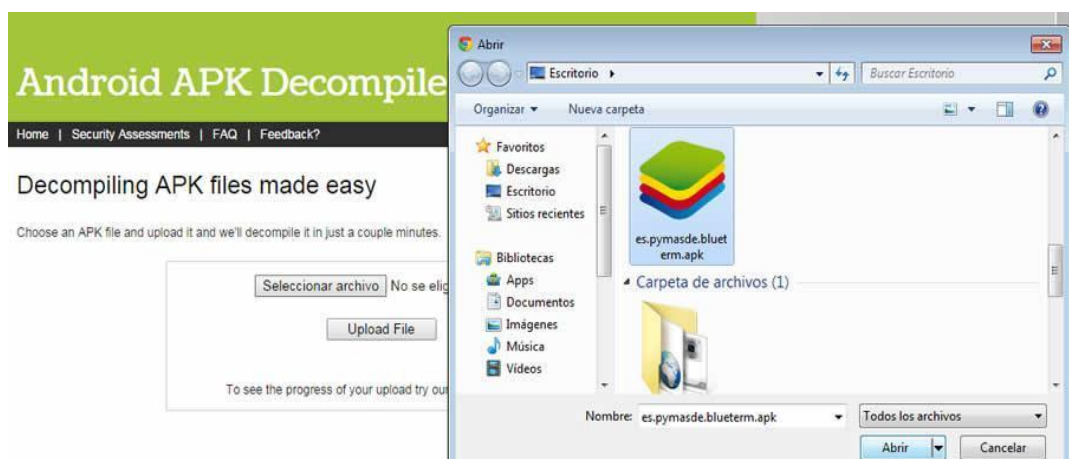 Android APK Decompile
Home | Security Assessments | FAQ | Feedback?
Decompiling APK files made easy
Choose an APK file and upload it and we'll decompile it in just a couple minutes.
Seleccionar archivo No se elig
Upload File
To see the progress of your upload try our
Abrir
Escritorio
Buscar Escritorio
Organizar
Nueva carpeta
Favoritos
Descargas
Escritorio
Sitios recientes
Bibliotecas
Apps
Documentos
Imágenes
Música
Vídeos
es.pymasde.bluet
erm.apk
Carpeta de archivos (1)
Nombre: es.pymasde.blueterm.apk
Todos los archivos
Abrir
Cancelar